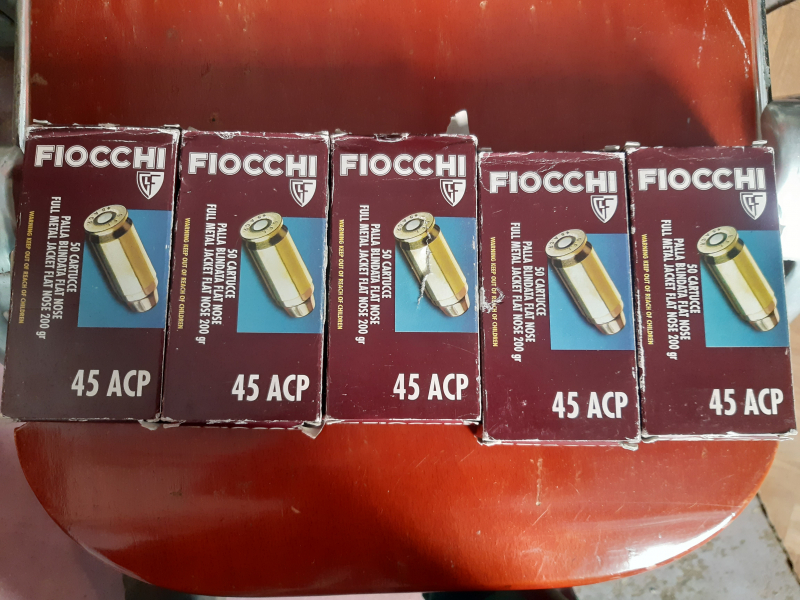 FIOCCHI
50 CARTUCCE
PALLA BLINDATA FLAT NOSE
FULL METAL JACKET FLAT NOSE 200 gr
WARNING KEEP OUT OF REACH OF CHILDREN
45 ACP
FIOCCHI
50 CARTUCCE
PALLA BLINDATA FLAT NOSE
FULL METAL JACKET FLAT NOSE 200 gr
WARNING KEEP OUT OF REACH OF CHILDREN
45 ACP
FIOCCHI
50 CARTUCCE
PALLA BLINDATA FLAT NOSE
FULL METAL JACKET FLAT NOSE 200 gr
WARNING KEEP OUT OF REACH OF CHILDREN
45 ACP
FIOCCHI
50 CARTUCCE
PALLA BLINDATA FLAT NOSE
FULL METAL JACKET FLAT NOSE 200 gr
WARNING KEEP OUT OF REACH OF CHILDREN
45 ACP
FIOCCHI
50 CARTUCCE
PALLA BLINDATA FLAT NOSE
FULL METAL JACKET FLAT NOSE 200 gr
WARNING KEEP OUT OF REACH OF CHILDREN
45 ACP